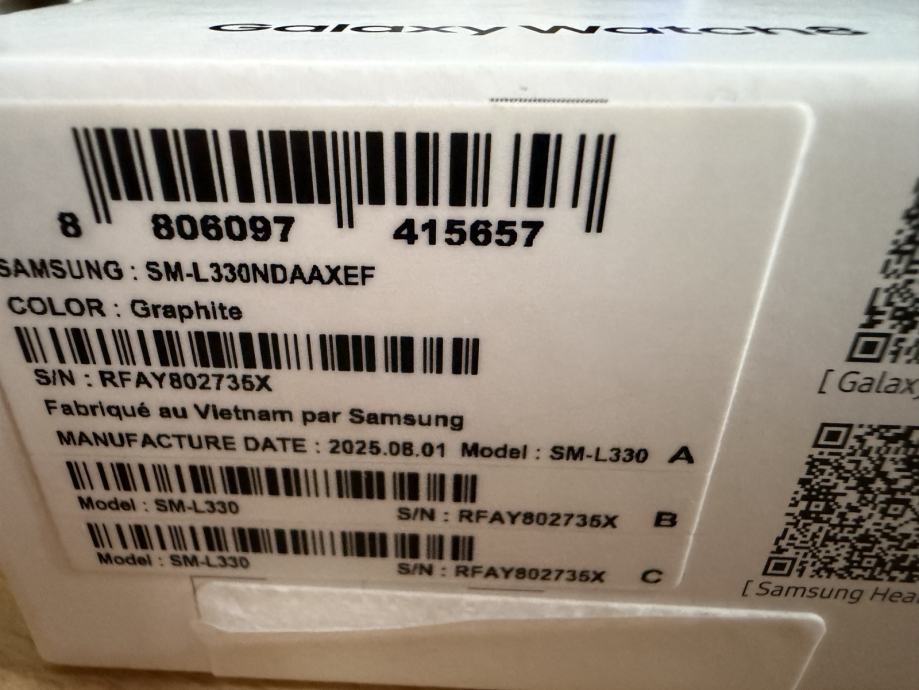 Galaxy Watch8
8 806097 415657
SAMSUNG : SM-L330NDAAXEF
COLOR : Graphite
S/N : RFAY802735X
Fabriqué au Vietnam par Samsung
MANUFACTURE DATE : 2025.08.01 Model : SM-L330 A
Model : SM-L330 S/N : RFAY802735X B
Model : SM-L330 S/N : RFAY802735X C
[ Galax
[ Samsung Hea